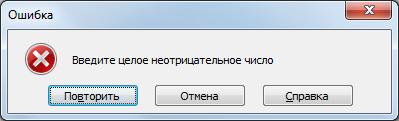 Ошибка
Введите целое неотрицательное число
Повторить Отмена Справка